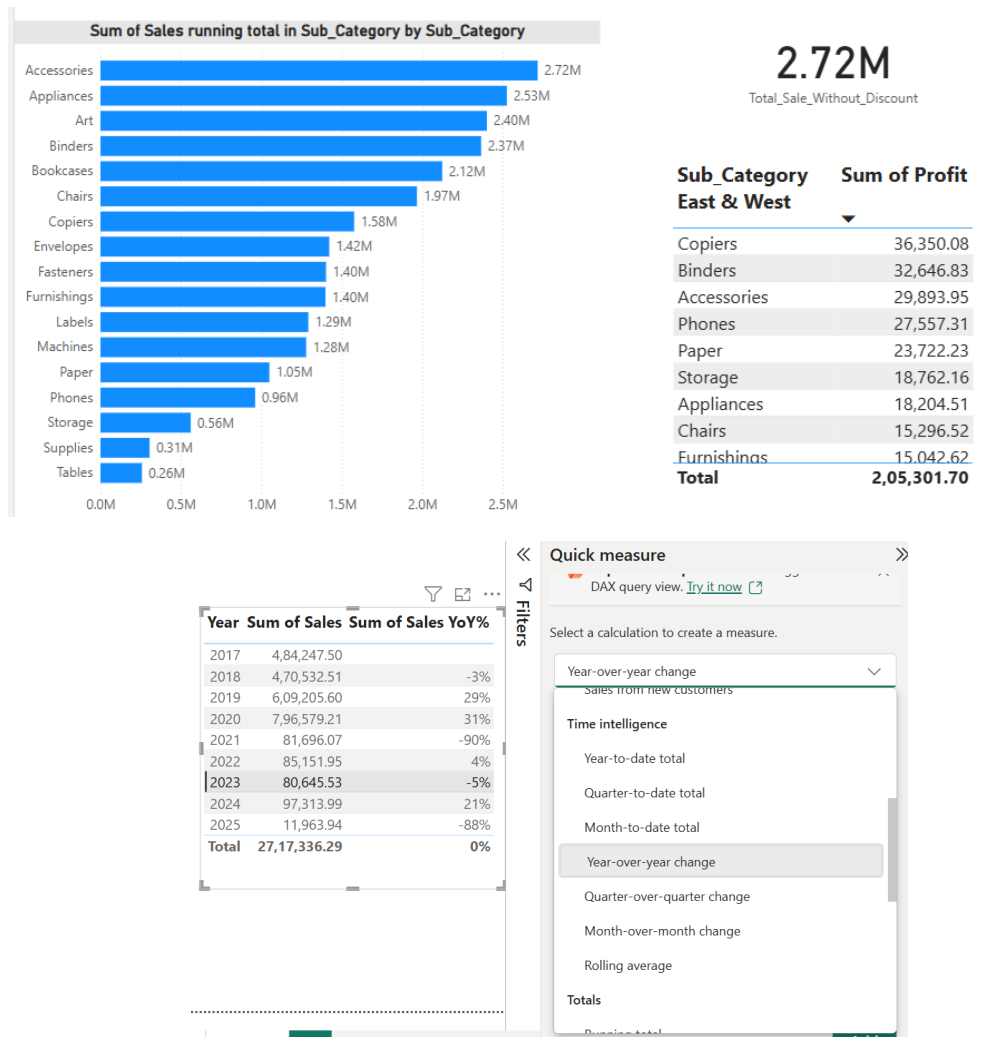 Sum of Sales running total in Sub_Category by Sub_Category
Accessories 2.72M
Appliances 2.53M
Art 2.40M
Binders 2.37M
Bookcases 2.12M
Chairs 1.97M
Copiers 1.58M
Envelopes 1.42M
Fasteners 1.40M
Furnishings 1.40M
Labels 1.29M
Machines 1.28M
Paper 1.05M
Phones 0.96M
Storage 0.56M
Supplies 0.31M
Tables 0.26M
0.0M 0.5M 1.0M 1.5M 2.0M 2.5M
2.72M
Total_Sale_Without_Discount
Sub_Category Sum of Profit
East & West
Copiers 36,350.08
Binders 32,646.83
Accessories 29,893.95
Phones 27,557.31
Paper 23,722.23
Storage 18,762.16
Appliances 18,204.51
Chairs 15,296.52
Furnishings 15,042.62
Total 2,05,301.70
Year Sum of Sales Sum of Sales YoY%
2017 4,84,247.50
2018 4,70,532.51 -3%
2019 6,09,205.60 29%
2020 7,96,579.21 31%
2021 81,696.07 -90%
2022 85,151.95 4%
2023 80,645.53 -5%
2024 97,313.99 21%
2025 11,963.94 -88%
Total 27,17,336.29 0%
Filters
Quick measure
DAX query view. Try it now
Select a calculation to create a measure.
Year-over-year change
Sales from new customers
Time intelligence
Year-to-date total
Quarter-to-date total
Month-to-date total
Year-over-year change
Quarter-over-quarter change
Month-over-month change
Rolling average
Totals
Running total